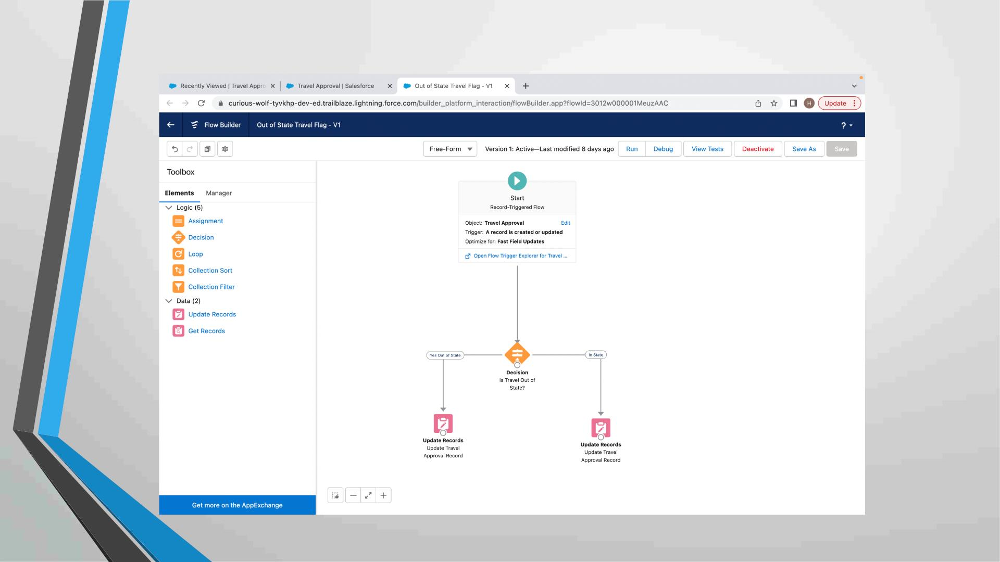 Recently Viewed | Travel Appro
Travel Approval | Salesforce
Out of State Travel Flag - V1
curious-wolf-tyvkhp-dev-ed.trailblaze.lightning.force.com/builder_platform_interaction/flowBuilder.app?flowId=3012w000001MeuzAAC
H
Update
Flow Builder
Out of State Travel Flag - V1
?
Free-Form
Version 1: Active—Last modified 8 days ago
Run
Debug
View Tests
Deactivate
Save As
Save
Toolbox
Elements
Manager
Logic (5)
Assignment
Decision
Loop
Collection Sort
Collection Filter
Data (2)
Update Records
Get Records
Get more on the AppExchange
Start
Record-Triggered Flow
Object: Travel Approval
Edit
Trigger: A record is created or updated
Optimize for: Fast Field Updates
Open Flow Trigger Explorer for Travel ...
Yes Out of State
In State
Decision
Is Travel Out of
State?
Update Records
Update Travel
Approval Record
Update Records
Update Travel
Approval Record